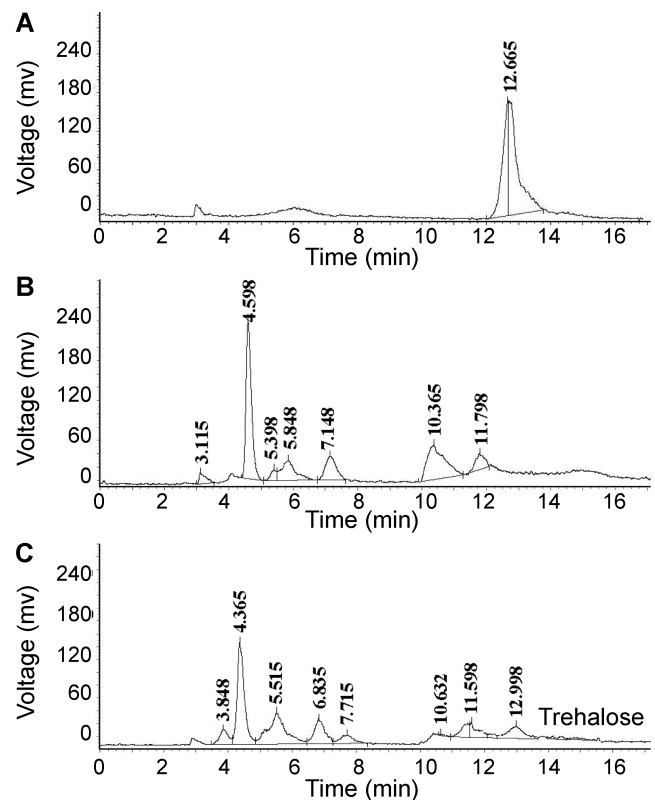 A
Voltage (mv)
240
180
120
60
0
12.665
0 2 4 6 8 10 12 14 16
Time (min)
B
Voltage (mv)
240
180
120
60
0
3.115
4.598
5.398
5.848
7.148
10.365
11.798
0 2 4 6 8 10 12 14 16
Time (min)
C
Voltage (mv)
240
180
120
60
0
3.848
4.365
5.515
6.835
7.715
10.632
11.598
12.998
Trehalose
0 2 4 6 8 10 12 14 16
Time (min)